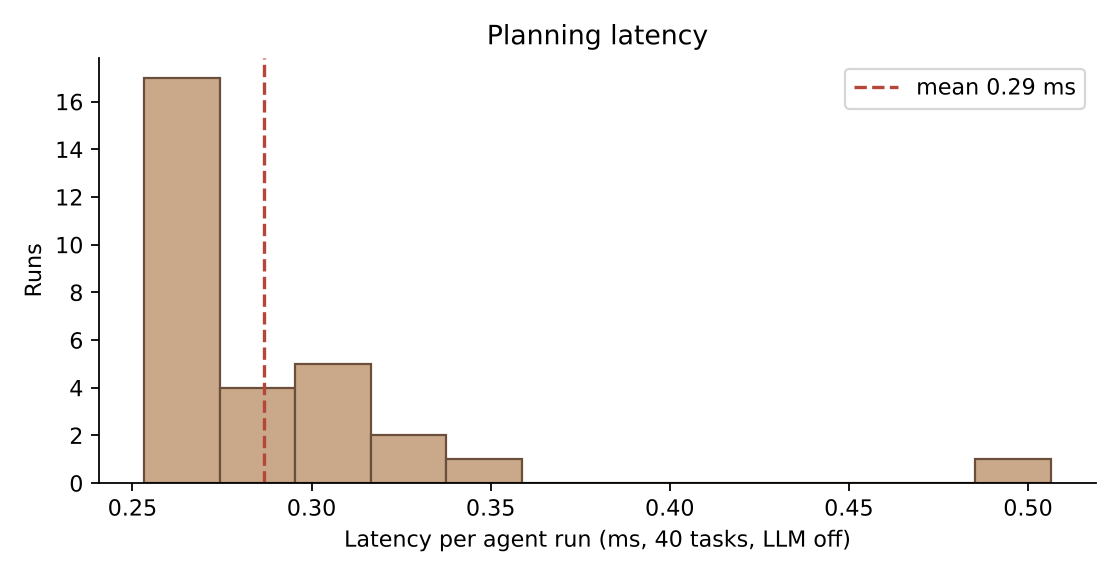 Planning latency
mean 0.29 ms
Runs
16
14
12
10
8
6
4
2
0
0.25 0.30 0.35 0.40 0.45 0.50
Latency per agent run (ms, 40 tasks, LLM off)